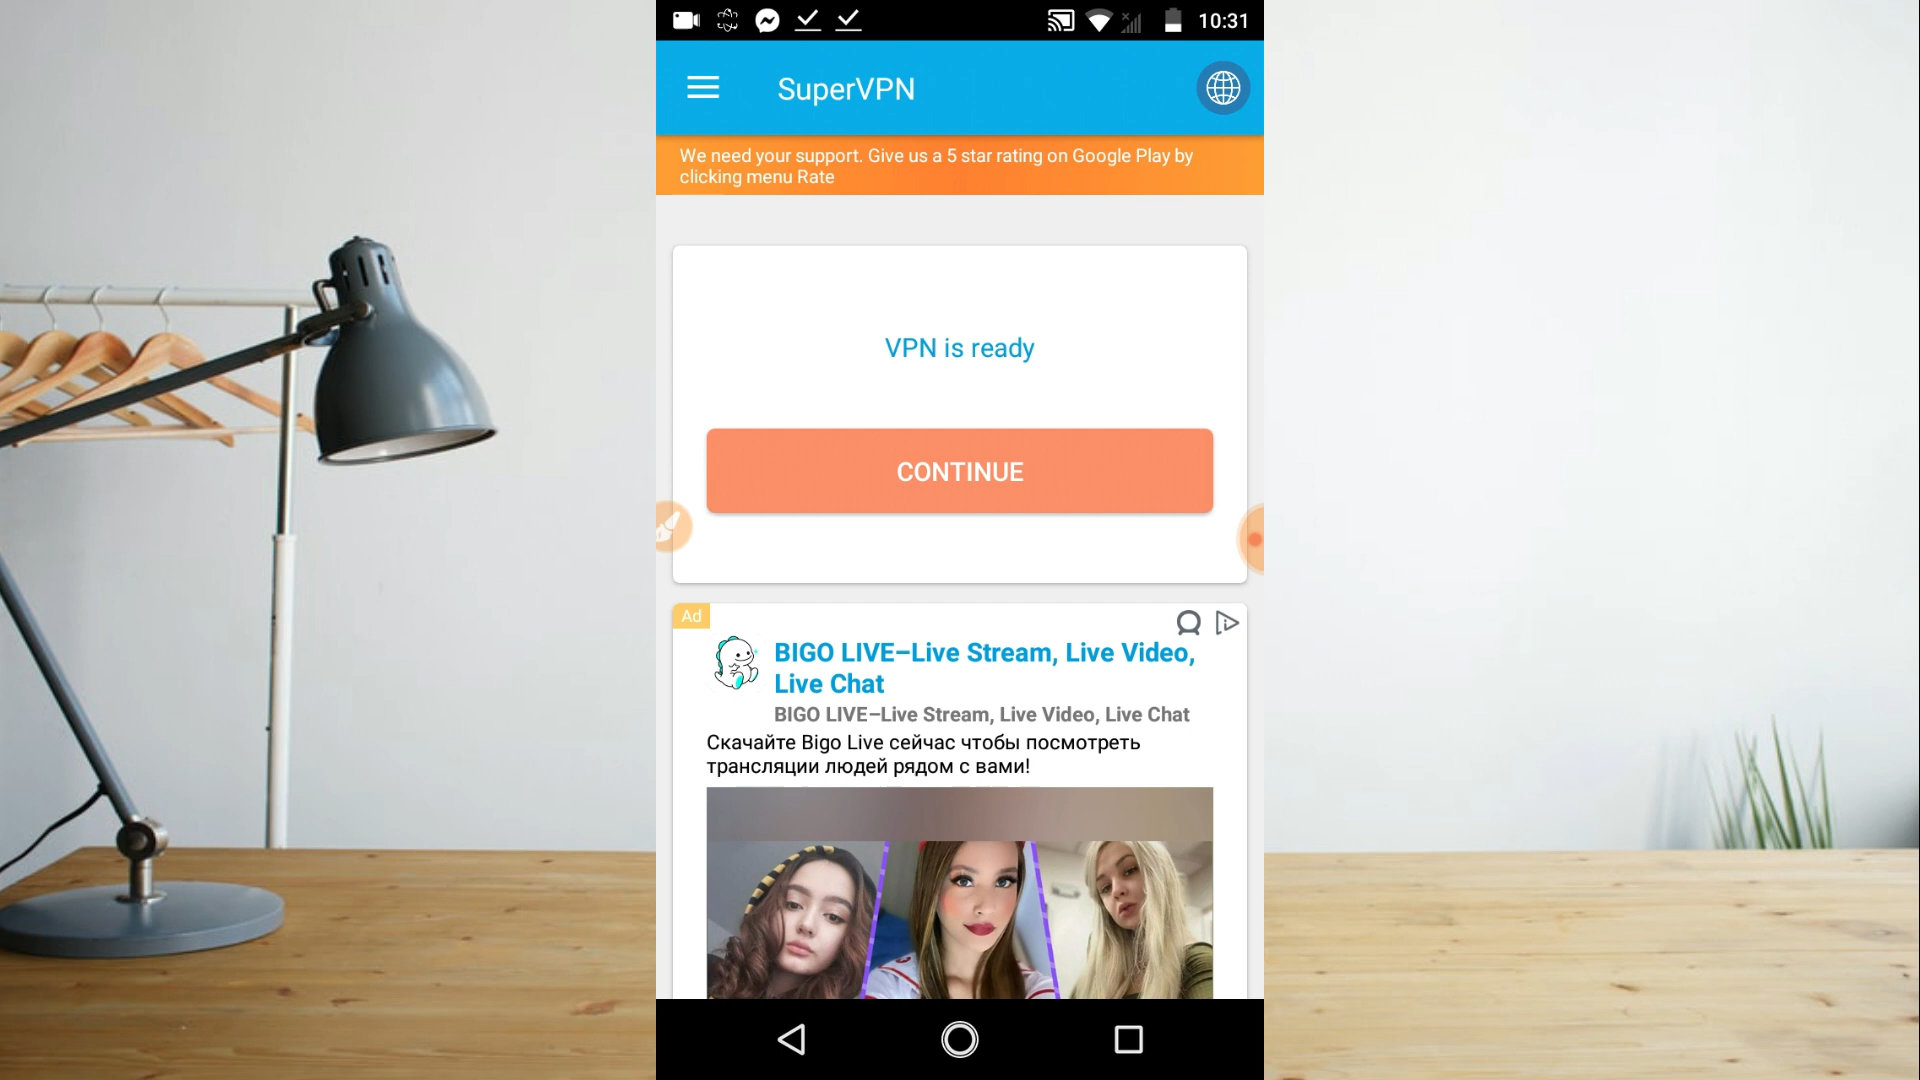 10:31
SuperVPN
We need your support. Give us a 5 star rating on Google Play by
clicking menu Rate
VPN is ready
CONTINUE
Ad
BIGO LIVE–Live Stream, Live Video,
Live Chat
BIGO LIVE–Live Stream, Live Video, Live Chat
Скачайте Bigo Live сейчас чтобы посмотреть
трансляции людей рядом с вами!